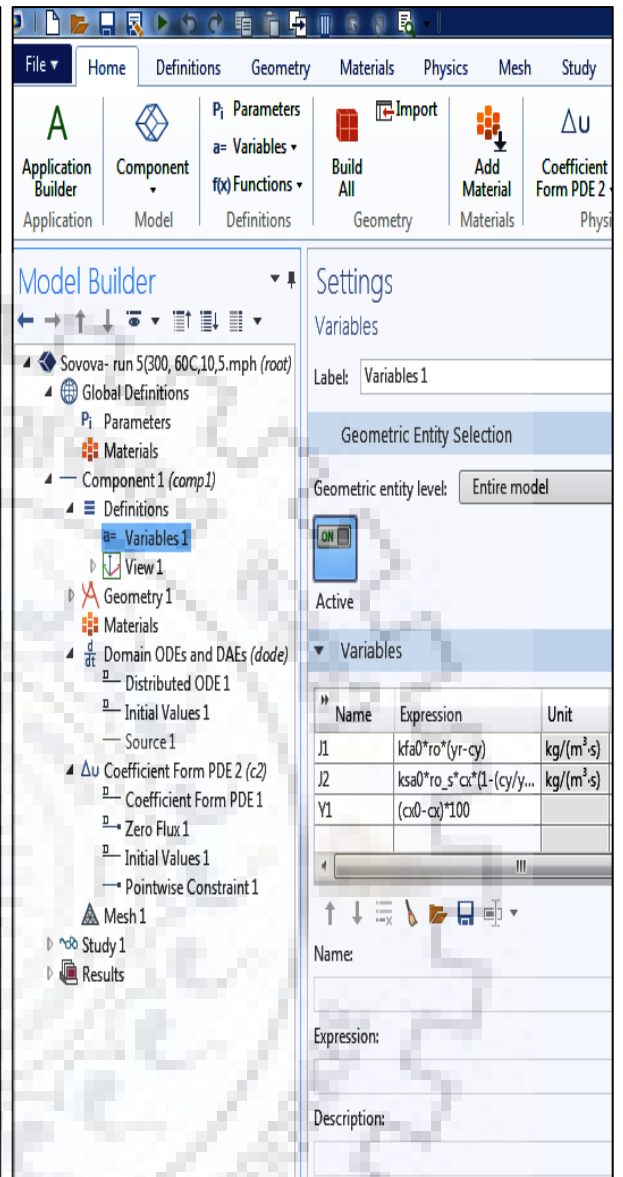 File Home Definitions Geometry Materials Physics Mesh Study
A
Application Builder
Component
Pi Parameters
a= Variables
f(x) Functions
Build All
Import
Add Material
Δu
Coefficient Form PDE 2
Application Model Definitions Geometry Materials Physi
Model Builder
Sovova- run 5(300, 60C,10,5.mph (root)
Global Definitions
Pi Parameters
Materials
Component 1 (comp1)
Definitions
a= Variables 1
View 1
Geometry 1
Materials
d/dt Domain ODEs and DAEs (dode)
D Distributed ODE 1
D Initial Values 1
Source 1
Δu Coefficient Form PDE 2 (c2)
D Coefficient Form PDE 1
D Zero Flux 1
D Initial Values 1
Pointwise Constraint 1
Mesh 1
Study 1
Results
Settings
Variables
Label: Variables 1
Geometric Entity Selection
Geometric entity level: Entire model
ON
Active
Variables
Name Expression Unit
J1 kfa0*ro*(yr-cy) kg/(m³·s)
J2 ksa0*ro_s*cx*(1-(cy/y... kg/(m³·s)
Y1 (cx0-cx)*100
Name:
Expression:
Description: